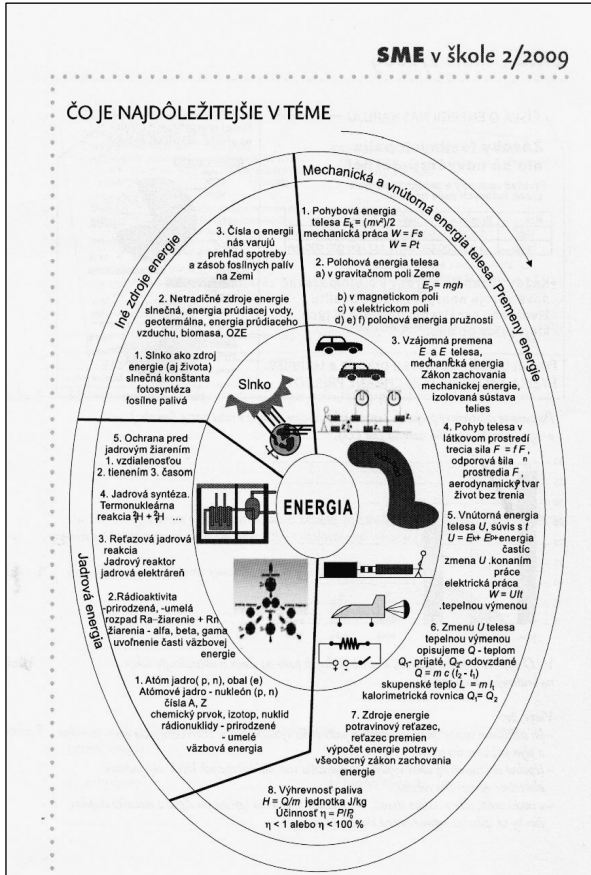 SME v škole 2/2009
ČO JE NAJDÔLEŽITEJŠIE V TÉME
Mechanická a vnútorná energia telesa. Premeny energie
1. Pohybová energia
telesa Eₖ = (mv²)/2
mechanická práca W = Fs
W = Pt
2. Polohová energia telesa
a) v gravitačnom poli Zeme
Eₚ = mgh
b) v magnetickom poli
c) v elektrickom poli
d) e) f) polohová energia pružnosti
3. Vzájomná premena
E a E telesa,
mechanická energia
Zákon zachovania
mechanickej energie,
izolovaná sústava
telies
4. Pohyb telesa v
látkovom prostredí
trecia sila F = f F ,
odporová sila
prostredia F ,
aerodynamický tvar
život bez trenia
5. Vnútorná energia
telesa U, súvis s t
U = Eₖ+ Eₚ-energia
častíc
zmena U .konaním
práce
elektrická práca
W = UIt
.tepelnou výmenou
6. Zmenu U telesa
tepelnou výmenou
opisujeme Q - teplom
Q₁- prijaté, Q₂- odovzdané
Q = m c (t₂ - t₁)
skupenské teplo L = m lₜ
kalorimetrická rovnica Q₁= Q₂
7. Zdroje energie
potravinový reťazec,
reťazec premien
výpočet energie potravy
všeobecný zákon zachovania
energie
8. Výhrevnosť paliva
H = Q/m jednotka J/kg
Účinnosť η = P/P₀
η < 1 alebo η < 100 %
Jadrová energia
1. Atóm jadro( p, n), obal (e)
Atómové jadro - nukleón (p, n)
čísla A, Z
chemický prvok, izotop, nuklid
rádionuklidy - prirodzené
- umelé
väzbová energia
2.Rádioaktivita
-prirodzená, -umelá
rozpad Ra–žiarenie + Rn
žiarenia - alfa, beta, gama
uvoľnenie časti väzbovej
energie
3. Reťazová jadrová
reakcia
Jadrový reaktor
jadrová elektráreň
4. Jadrová syntéza.
Termonukleárna
reakcia ²H + ²H ...
5. Ochrana pred
jadrovým žiarením
1. vzdialenosťou
2. tienením 3. časom
Iné zdroje energie
1. Slnko ako zdroj
energie (aj života)
slnečná konštanta
fotosyntéza
fosílne palivá
2. Netradičné zdroje energie
slnečná, energia prúdiacej vody,
geotermálna, energia prúdiaceho
vzduchu, biomasa, OZE
3. Čísla o energii
nás varujú
prehľad spotreby
a zásob fosílnych palív
na Zemi
Slnko
ENERGIA